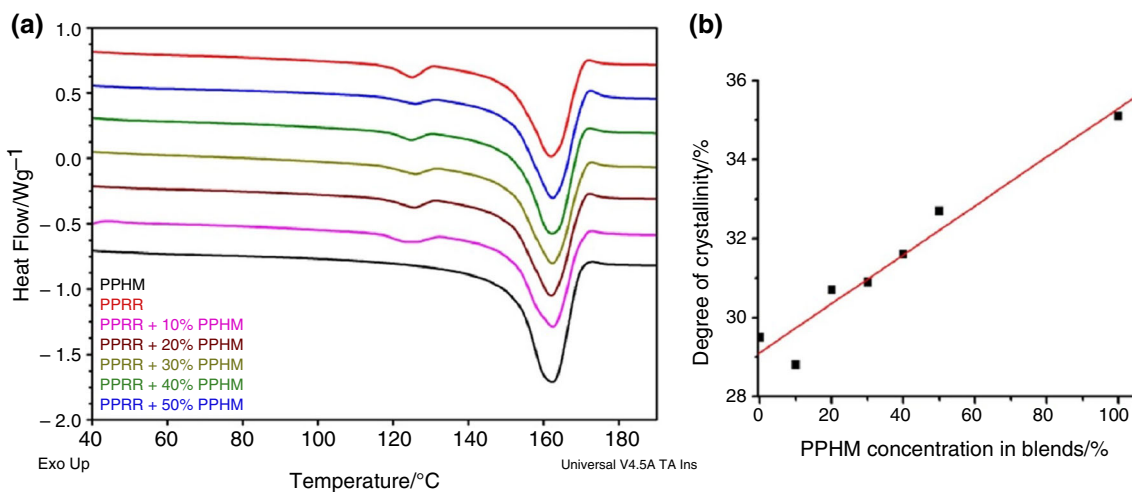 (a)
1.0
0.5
0.0
– 0.5
– 1.0
– 1.5
– 2.0
Heat Flow/Wg–1
PPHM
PPRR
PPRR + 10% PPHM
PPRR + 20% PPHM
PPRR + 30% PPHM
PPRR + 40% PPHM
PPRR + 50% PPHM
40 60 80 100 120 140 160 180
Exo Up
Temperature/°C
Universal V4.5A TA Ins
(b)
36
34
32
30
28
Degree of crystallinity/%
0 20 40 60 80 100
PPHM concentration in blends/%